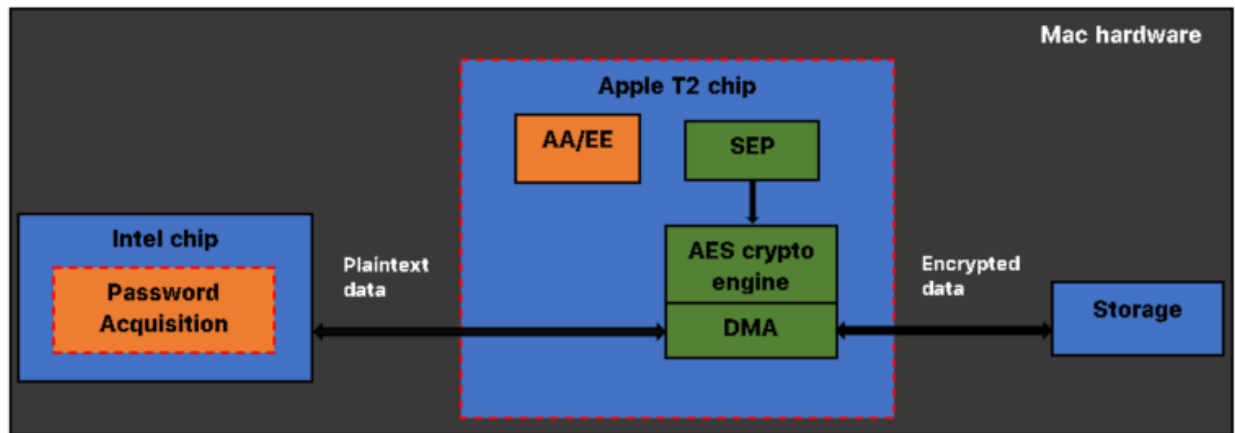 Mac hardware
Apple T2 chip
AA/EE
SEP
Intel chip
Password
Acquisition
Plaintext
data
AES crypto
engine
DMA
Encrypted
data
Storage